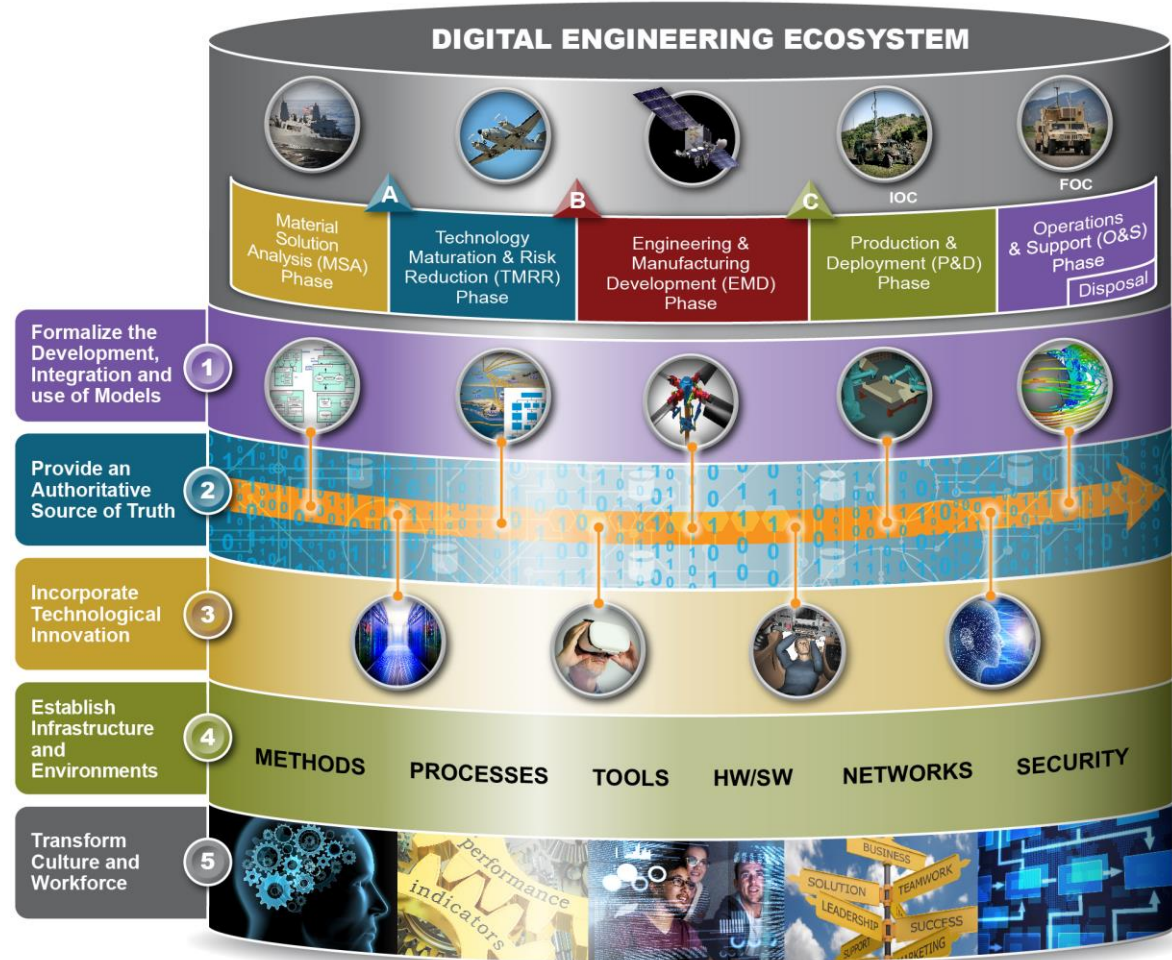 DIGITAL ENGINEERING ECOSYSTEM
IOC
FOC
A
B
C
Material
Solution
Analysis (MSA)
Phase
Technology
Maturation & Risk
Reduction (TMRR)
Phase
Engineering &
Manufacturing
Development (EMD)
Phase
Production &
Deployment (P&D)
Phase
Operations
& Support (O&S)
Phase
Disposal
Formalize the
Development,
Integration and
use of Models
1
Provide an
Authoritative
Source of Truth
2
Incorporate
Technological
Innovation
3
Establish
Infrastructure
and
Environments
4
METHODS
PROCESSES
TOOLS
HW/SW
NETWORKS
SECURITY
Transform
Culture and
Workforce
5
performance
indicators
BUSINESS
SOLUTION
TEAMWORK
LEADERSHIP
SUCCESS
SUPPORT
MARKETING